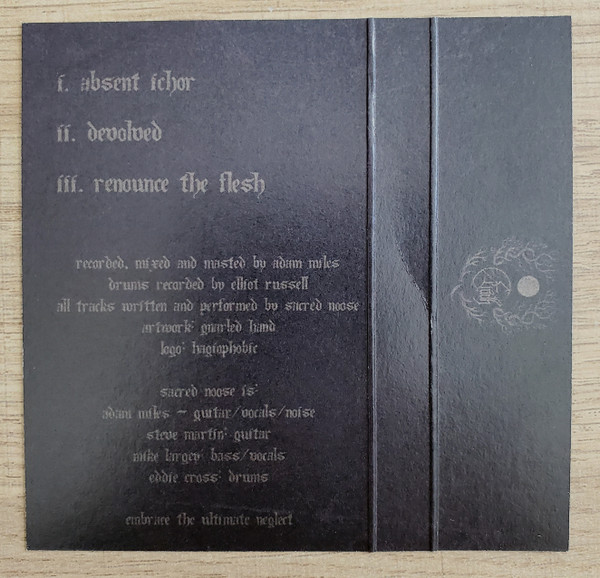 i. absent ichor
ii. devolved
iii. renounce the flesh
recorded, mixed and masted by adam miles
drums recorded by elliot russell
all tracks written and performed by sacred noose
artwork: gnarled hand
logo: hagiophobic
sacred noose is:
adam miles - guitar/vocals/noise
steve martin: guitar
mike largey: bass/vocals
eddie cross: drums
embrace the ultimate neglect